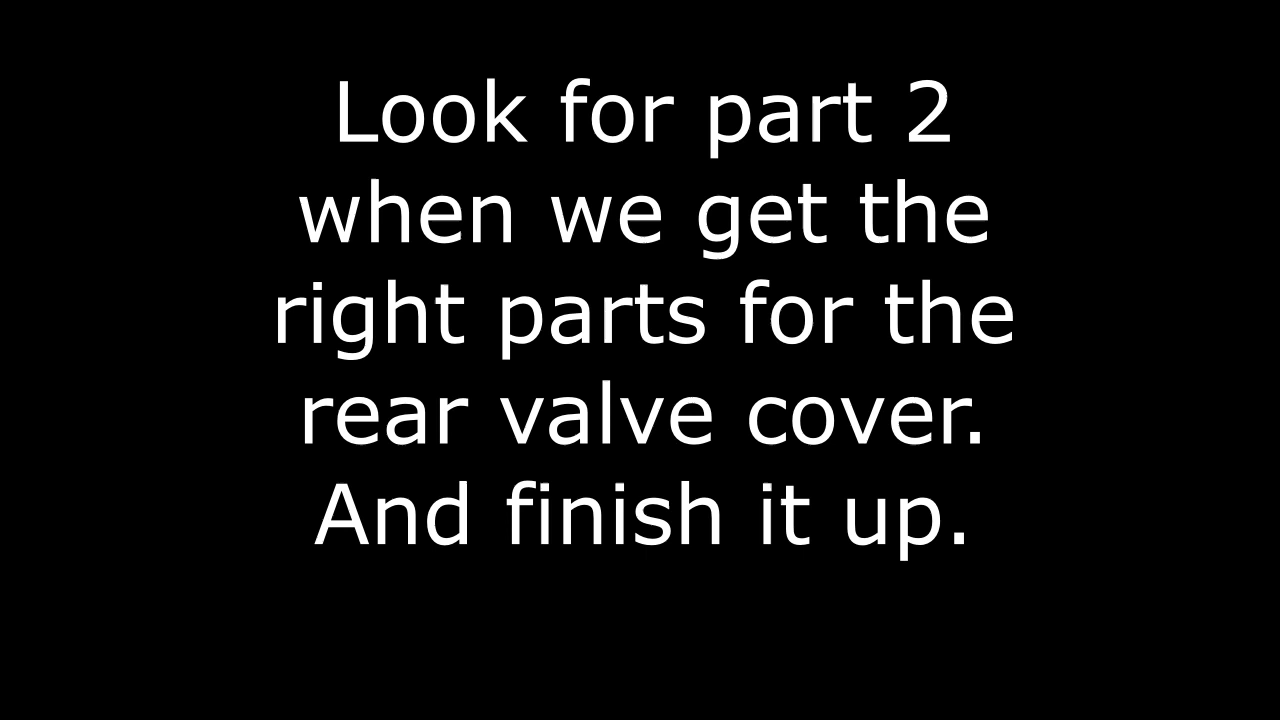 Look for part 2
when we get the
right parts for the
rear valve cover.
And finish it up.